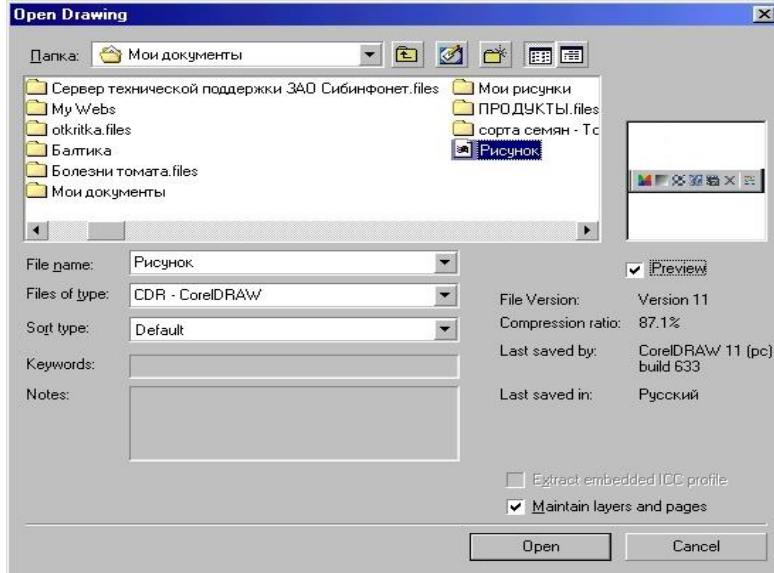 Open Drawing
Папка: Мои документы
Сервер технической поддержки ЗАО Сибинфонет.files
My Webs
otkritka.files
Балтика
Болезни томата.files
Мои документы
Мои рисунки
ПРОДУКТЫ.files
сорта семян - То
Рисунок
File name: Рисунок
Files of type: CDR - CorelDRAW
Sort type: Default
Keywords:
Notes:
Preview
File Version: Version 11
Compression ratio: 87.1%
Last saved by: CorelDRAW 11 (pc)
build 633
Last saved in: Русский
Extract embedded ICC profile
Maintain layers and pages
Open Cancel